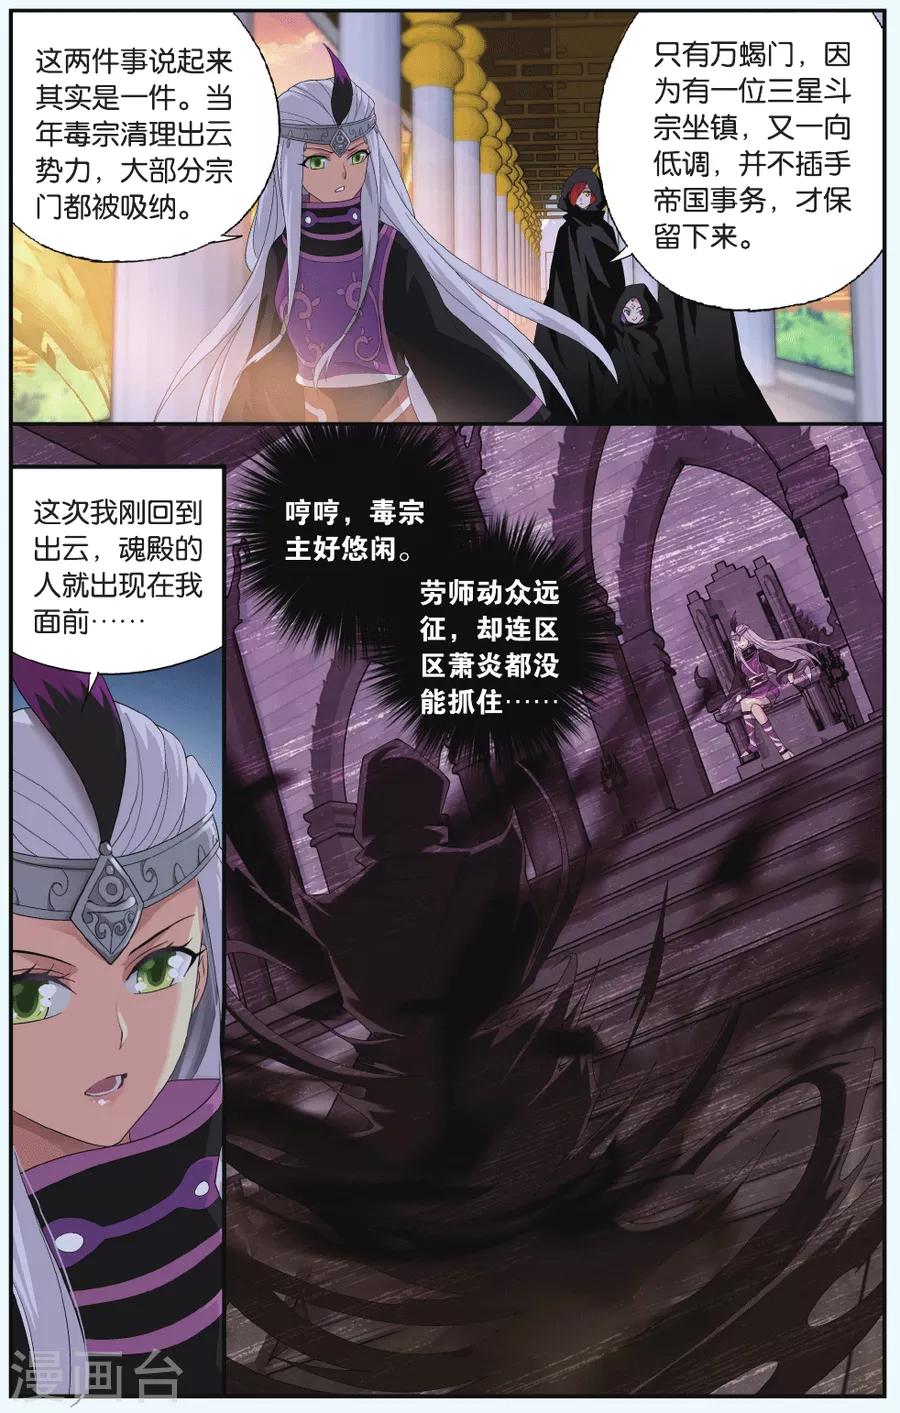 这两件事说起来
其实是一件。当
年毒宗清理出云
势力，大部分宗
门都被吸纳。
只有万蝎门，因
为有一位三星斗
宗坐镇，又一向
低调，并不插手
帝国事务，才保
留下来。
这次我刚回到
出云，魂殿的
人就出现在我
面前……
哼哼，毒宗
主好悠闲。
劳师动众远
征，却连区
区萧炎都没
能抓住……
漫画台